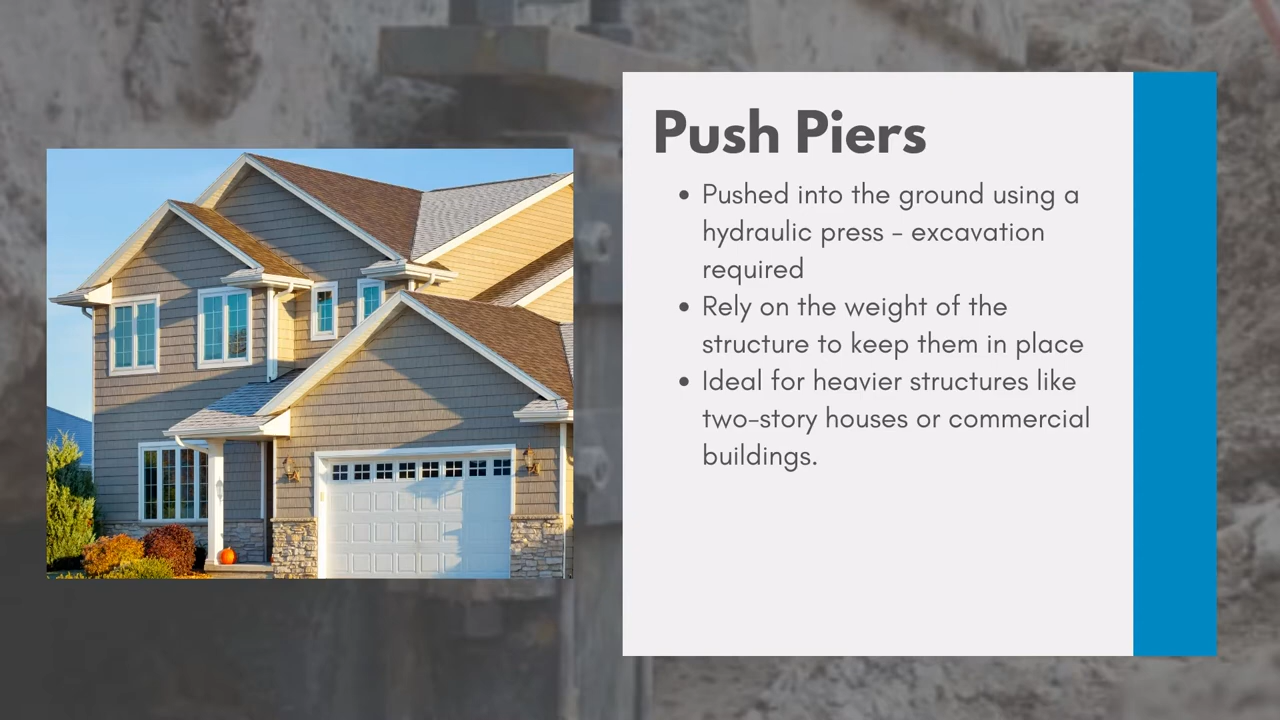 Push Piers
• Pushed into the ground using a
hydraulic press - excavation
required
• Rely on the weight of the
structure to keep them in place
• Ideal for heavier structures like
two-story houses or commercial
buildings.